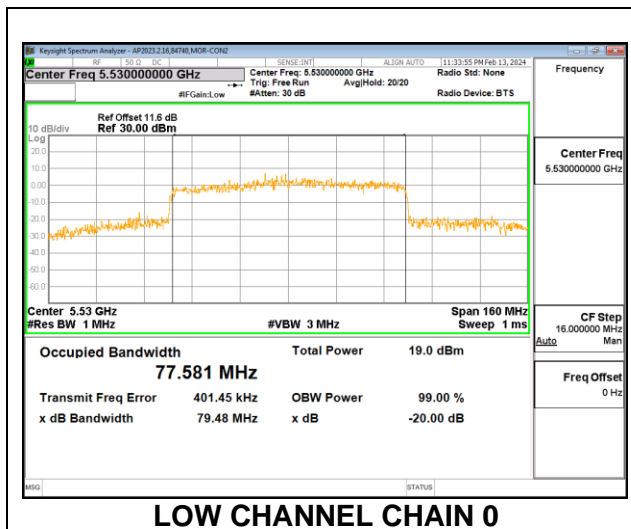 Keysight Spectrum Analyzer - AP2023.2.16,84740,MOR-CON2
RF 50 Ω DC SENSE:INT ALIGN AUTO 11:33:55 PM Feb 13, 2024
Center Freq 5.530000000 GHz Center Freq: 5.530000000 GHz Radio Std: None Frequency
Trig: Free Run Avg|Hold: 20/20
#IFGain:Low #Atten: 30 dB Radio Device: BTS
Ref Offset 11.6 dB
10 dB/div Ref 30.00 dBm
Log
20.0
10.0
0.00
-10.0
-20.0
-30.0
-40.0
-50.0
-60.0
Center Freq
5.530000000 GHz
Center 5.53 GHz Span 160 MHz
#Res BW 1 MHz #VBW 3 MHz Sweep 1 ms
CF Step
16.000000 MHz
Auto Man
Occupied Bandwidth Total Power 19.0 dBm
77.581 MHz
Transmit Freq Error 401.45 kHz OBW Power 99.00 %
x dB Bandwidth 79.48 MHz x dB -20.00 dB
Freq Offset
0 Hz
MSG STATUS
LOW CHANNEL CHAIN 0